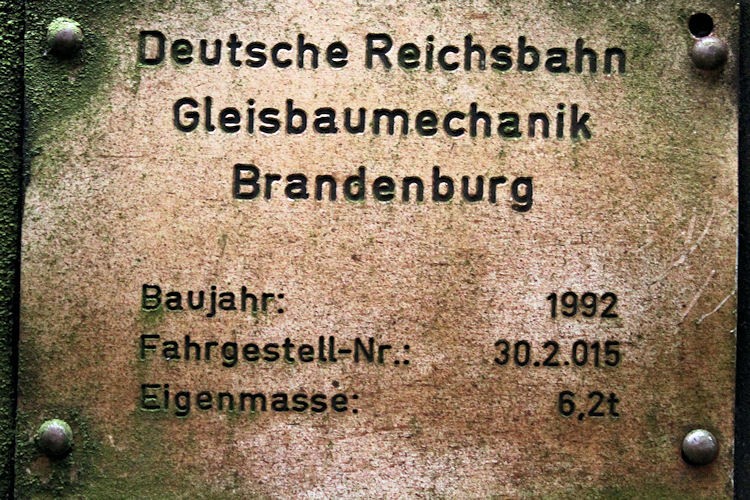 Deutsche Reichsbahn
Gleisbaumechanik
Brandenburg
Baujahr: 1992
Fahrgestell-Nr.: 30.2.015
Eigenmasse: 6,2t